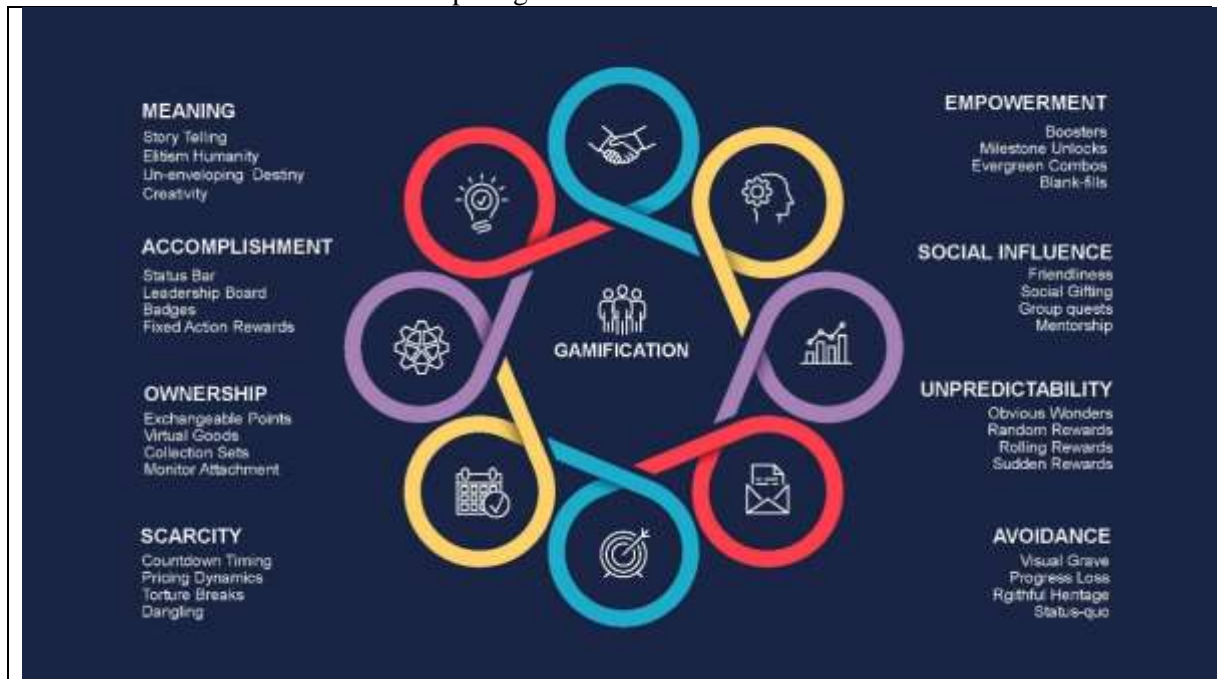 MEANING
Story Telling
Elitism Humanity
Un-enveloping Destiny
Creativity
ACCOMPLISHMENT
Status Bar
Leadership Board
Badges
Fixed Action Rewards
OWNERSHIP
Exchangeable Points
Virtual Goods
Collection Sets
Monitor Attachment
SCARCITY
Countdown Timing
Pricing Dynamics
Torture Breaks
Dangling
GAMIFICATION
EMPOWERMENT
Boosters
Milestone Unlocks
Evergreen Combos
Blank-fills
SOCIAL INFLUENCE
Friendliness
Social Gifting
Group quests
Mentorship
UNPREDICTABILITY
Obvious Wonders
Random Rewards
Rolling Rewards
Sudden Rewards
AVOIDANCE
Visual Grave
Progress Loss
Rgithful Heritage
Status-quo